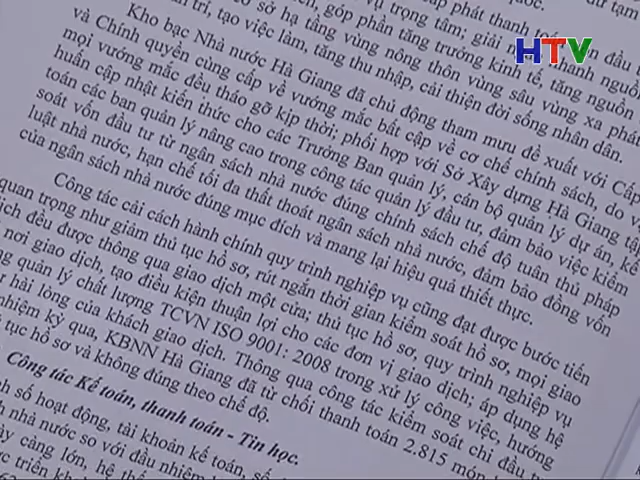 HTV
trọng tâm; giải
sở hạ tầng vùng nông thôn vùng sâu vùng xa phát
trí, tạo việc làm, tăng thu nhập, cải thiện đời sống nhân dân.
Kho bạc Nhà nước Hà Giang đã chủ động tham mưu đề xuất với Cấp
và Chính quyền cùng cấp về vướng mắc bất cập về cơ chế chính sách, do
mọi vướng mắc đều tháo gỡ kịp thời; phối hợp với Sở Xây dựng Hà Giang tập
huấn cập nhật kiến thức cho các Trưởng Ban quản lý, cán bộ quản lý dự án, kế
toán các ban quản lý nâng cao trong công tác quản lý đầu tư, đảm bảo việc kiểm
soát vốn đầu tư từ ngân sách nhà nước đúng chính sách chế độ tuân thủ pháp
luật nhà nước, hạn chế tối đa thất thoát ngân sách nhà nước, đảm bảo đồng vốn
của ngân sách nhà nước đúng mục đích và mang lại hiệu quả thiết thực.
Công tác cải cách hành chính quy trình nghiệp vụ cũng đạt được bước tiến
quan trọng như giảm thủ tục hồ sơ, rút ngắn thời gian kiểm soát hồ sơ, mọi giao
dịch đều được thông qua giao dịch một cửa; thủ tục hồ sơ, quy trình nghiệp vụ
nơi giao dịch, tạo điều kiện thuận lợi cho các đơn vị giao dịch; áp dụng hệ
quản lý chất lượng TCVN ISO 9001: 2008 trong xử lý công việc, hướng
hài lòng của khách giao dịch. Thông qua công tác kiểm soát chi đầu
nhiệm kỳ qua, KBNN Hà Giang đã từ chối thanh toán 2.815 món
tục hồ sơ và không đúng theo chế độ.
Công tác Kế toán, thanh toán - Tin học.
số hoạt động, tài khoản kế toán, số
nhà nước so với đầu nhiệm
càng lớn, hệ
triển